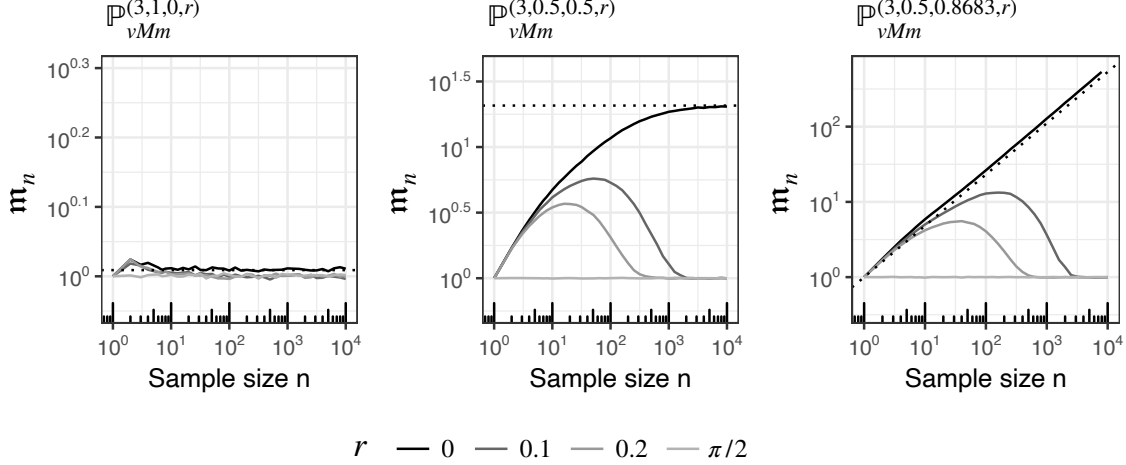 ℙ_{vMm}^{(3,1,0,r)} ℙ_{vMm}^{(3,0.5,0.5,r)} ℙ_{vMm}^{(3,0.5,0.8683,r)}
𝔪_n
10^{0.3}
10^{0.2}
10^{0.1}
10^{0}
10^{0} 10^{1} 10^{2} 10^{3} 10^{4}
Sample size n
𝔪_n
10^{1.5}
10^{1}
10^{0.5}
10^{0}
10^{0} 10^{1} 10^{2} 10^{3} 10^{4}
Sample size n
𝔪_n
10^{2}
10^{1}
10^{0}
10^{0} 10^{1} 10^{2} 10^{3} 10^{4}
Sample size n
r 0 0.1 0.2 π/2